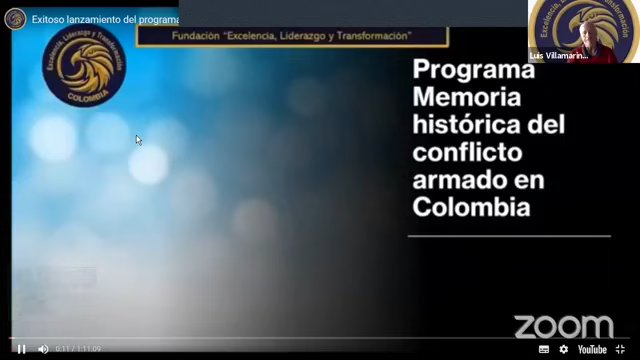 Exitoso lanzamiento del programa
Excelencia, Liderazgo y Transformación
COLOMBIA
Fundación "Excelencia, Liderazgo y Transformación"
Luis Villamarin...
Programa
Memoria
histórica del
conflicto
armado en
Colombia
zoom
0:11 / 1:11:09
YouTube